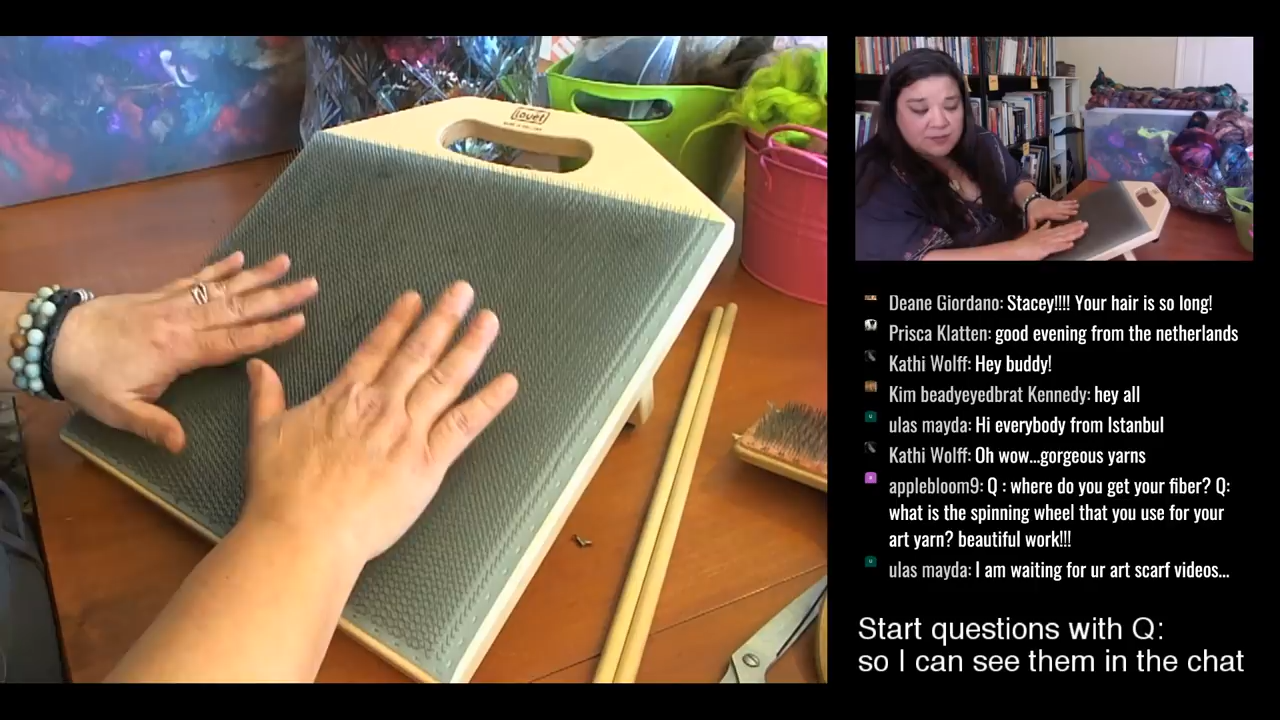 louët
Deane Giordano: Stacey!!!! Your hair is so long!
Prisca Klatten: good evening from the netherlands
Kathi Wolff: Hey buddy!
Kim beadyeyedbrat Kennedy: hey all
ulas mayda: Hi everybody from Istanbul
Kathi Wolff: Oh wow...gorgeous yarns
applebloom9: Q : where do you get your fiber? Q:
what is the spinning wheel that you use for your
art yarn? beautiful work!!!
ulas mayda: I am waiting for ur art scarf videos...
Start questions with Q:
so I can see them in the chat